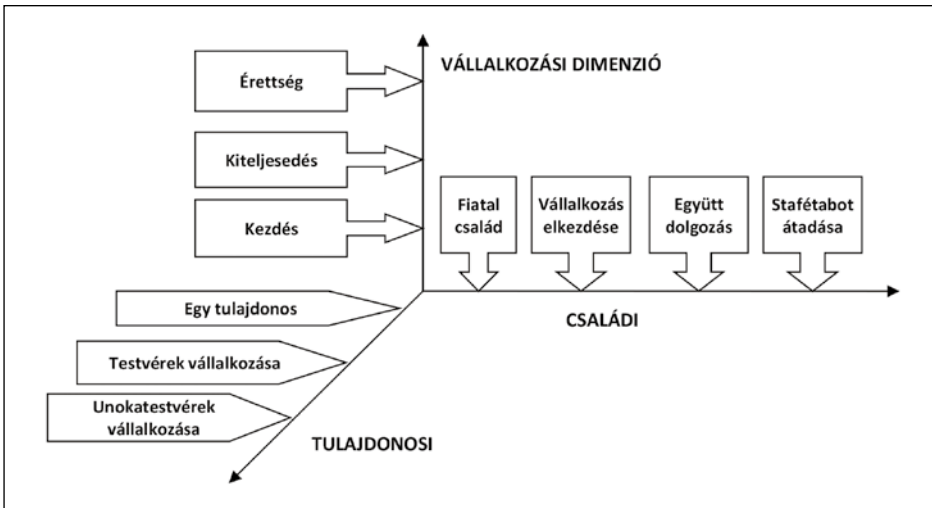 VÁLLALKOZÁSI DIMENZIÓ
Érettség
Kiteljesedés
Kezdés
Fiatal
család
Vállalkozás
elkezdése
Együtt
dolgozás
Stafétabot
átadása
CSALÁDI
Egy tulajdonos
Testvérek vállalkozása
Unokatestvérek
vállalkozása
TULAJDONOSI